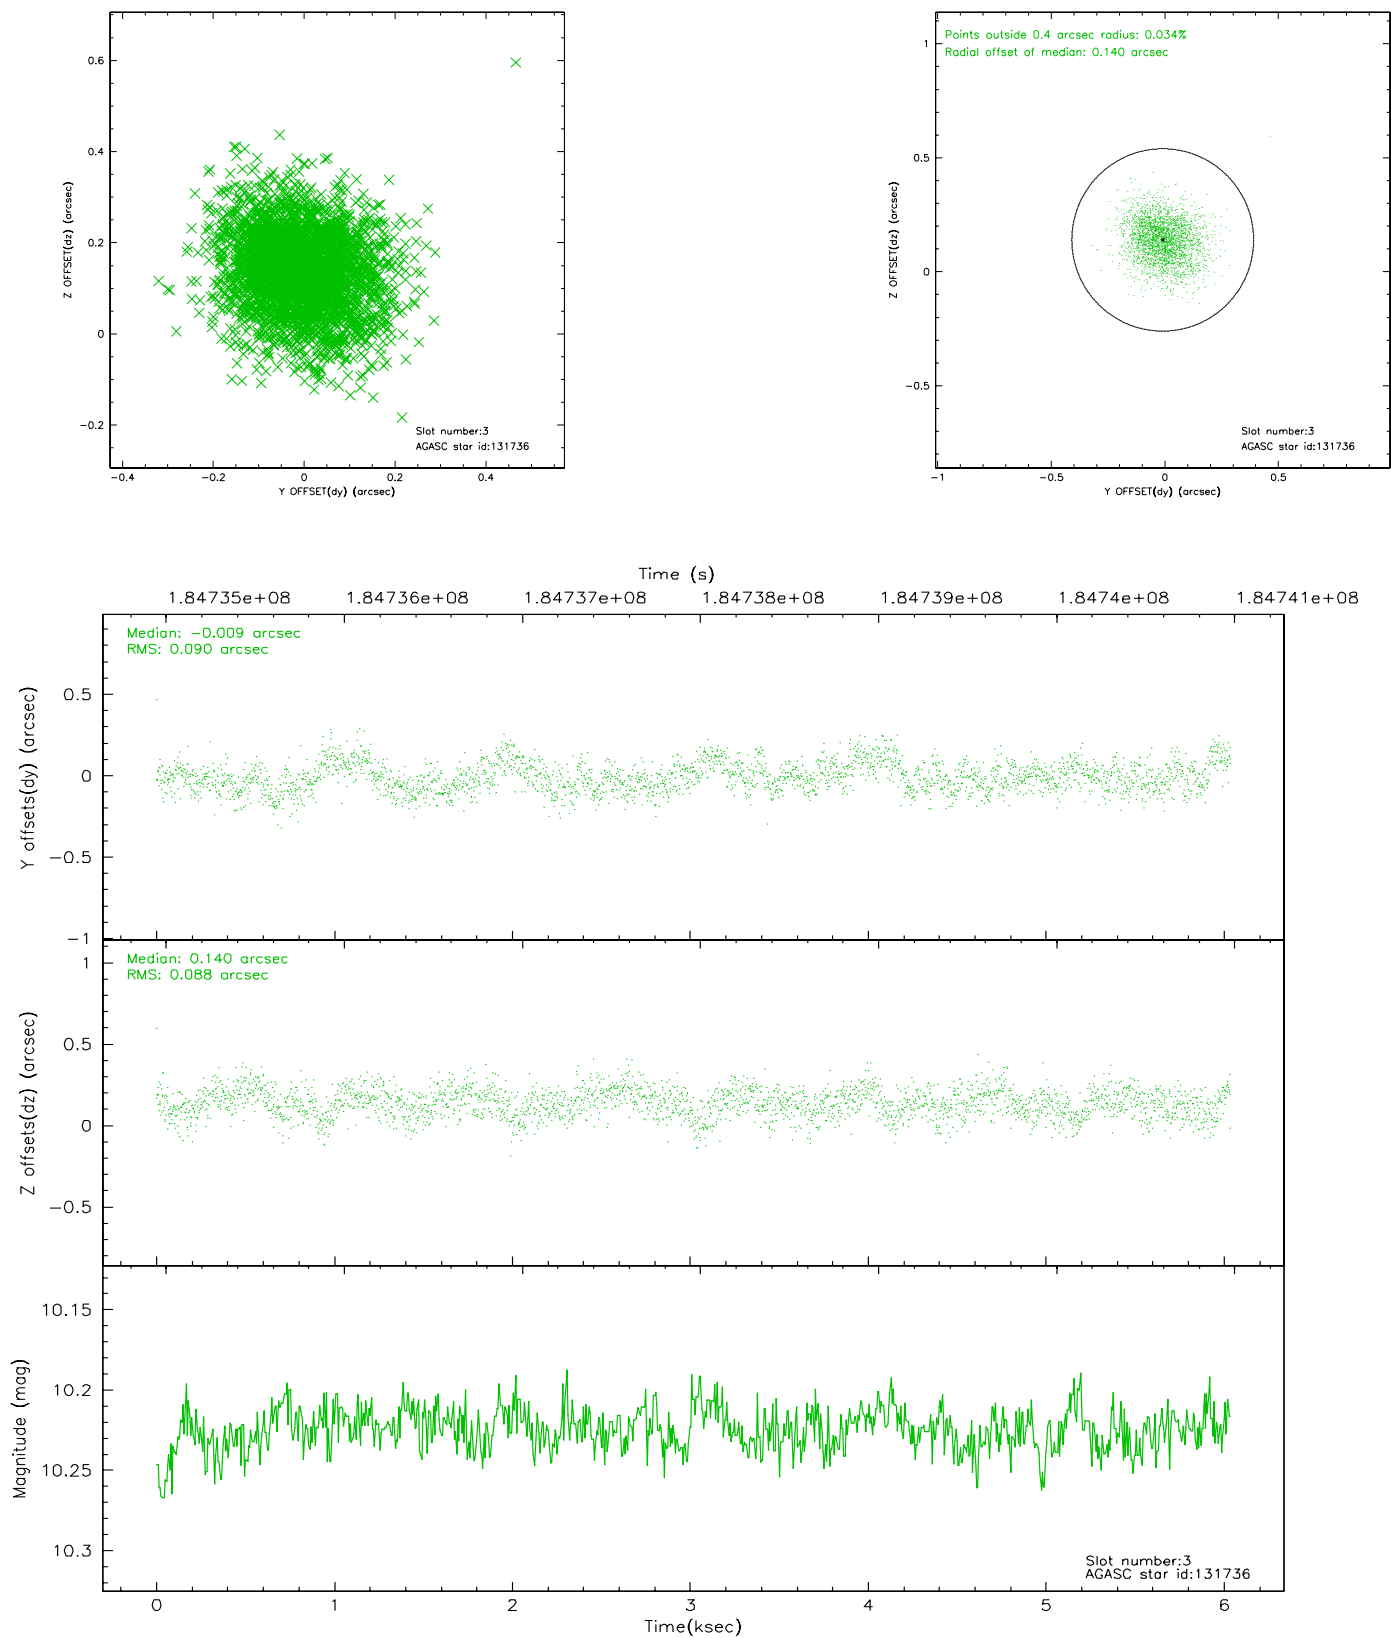 0.6
0.4
0.2
0
−0.2
Z OFFSET(dz) (arcsec)
Slot number:3
AGASC star id:131736
−0.4 −0.2 0 0.2 0.4
Y OFFSET(dy) (arcsec)
Points outside 0.4 arcsec radius: 0.034%
Radial offset of median: 0.140 arcsec
1
0.5
0
−0.5
Z OFFSET(dz) (arcsec)
Slot number:3
AGASC star id:131736
−1 −0.5 0 0.5
Y OFFSET(dy) (arcsec)
Time (s)
1.84735e+08 1.84736e+08 1.84737e+08 1.84738e+08 1.84739e+08 1.8474e+08 1.84741e+08
Median: −0.009 arcsec
RMS: 0.090 arcsec
0.5
0
−0.5
−1
Y offsets(dy) (arcsec)
Median: 0.140 arcsec
RMS: 0.088 arcsec
1
0.5
0
−0.5
Z offsets(dz) (arcsec)
10.15
10.2
10.25
10.3
Magnitude (mag)
Slot number:3
AGASC star id:131736
0 1 2 3 4 5 6
Time(ksec)